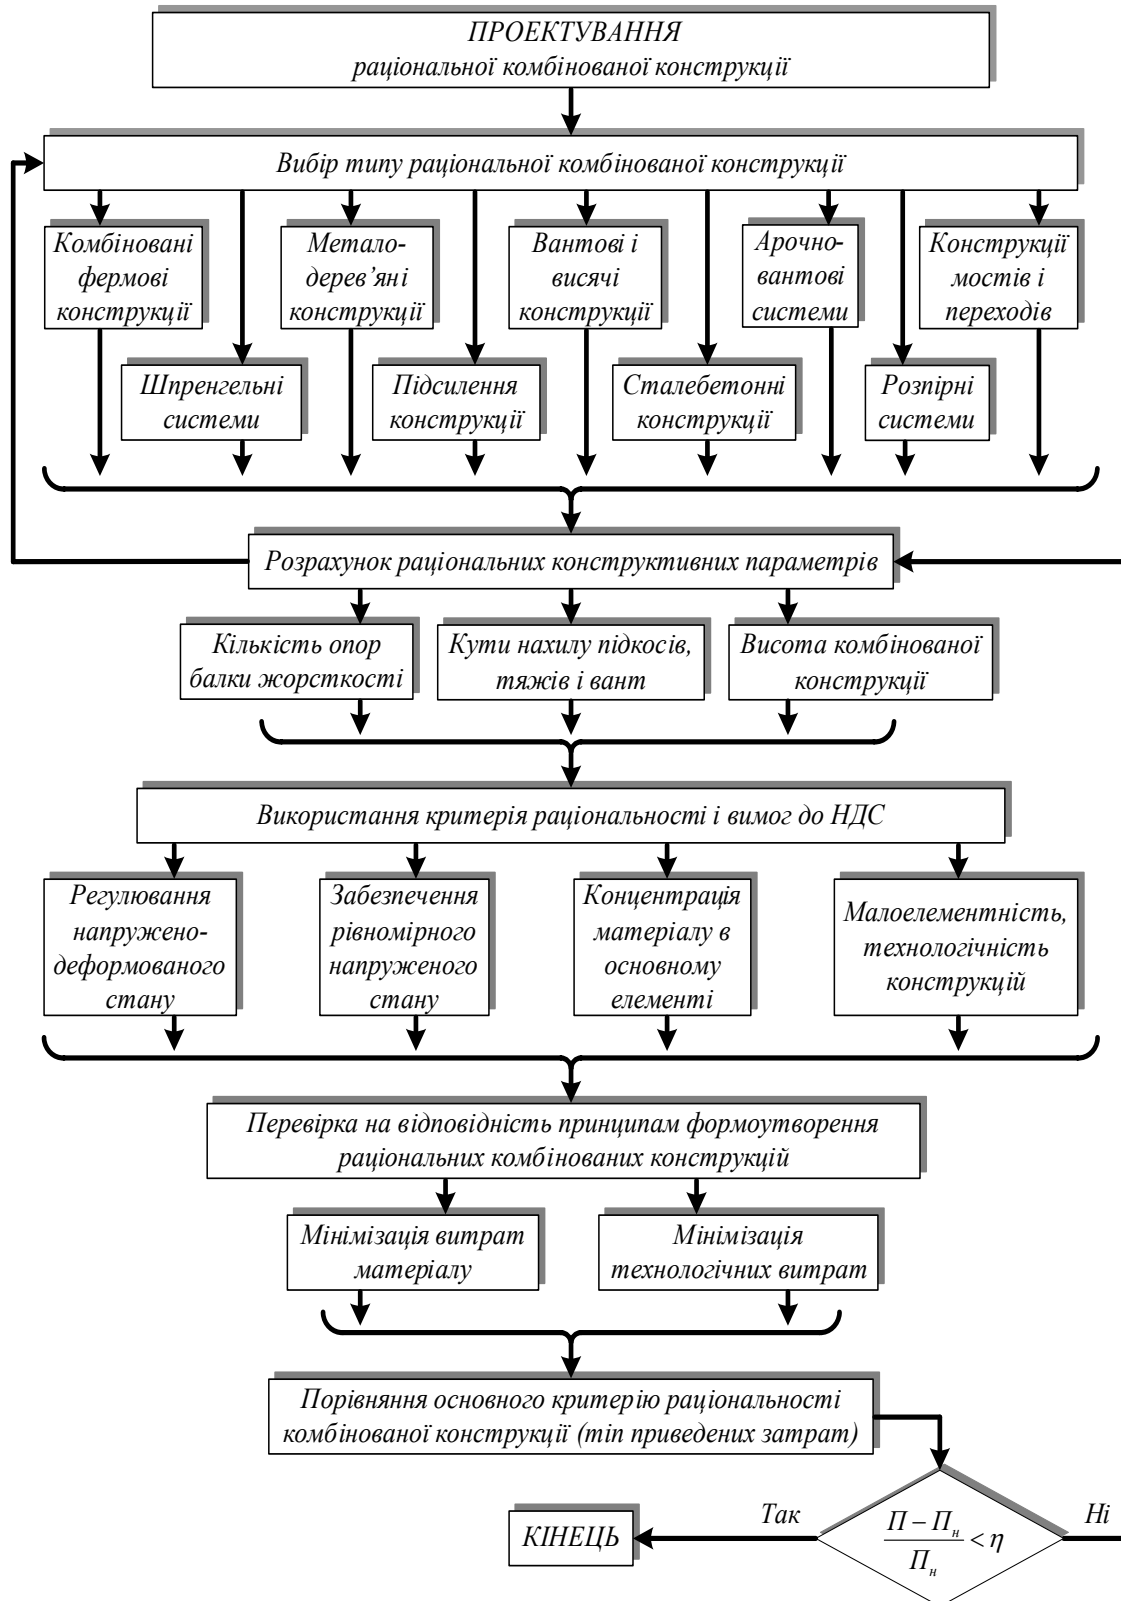 ПРОЕКТУВАННЯ
раціональної комбінованої конструкції
Вибір типу раціональної комбінованої конструкції
Комбіновані
фермові
конструкції
Метало-
дерев’яні
конструкції
Вантові і
висячі
конструкції
Арочно-
вантові
системи
Конструкції
мостів і
переходів
Шпренгельні
системи
Підсилення
конструкції
Сталебетонні
конструкції
Розпірні
системи
Розрахунок раціональних конструктивних параметрів
Кількість опор
балки жорсткості
Кути нахилу підкосів,
тяжів і вант
Висота комбінованої
конструкції
Використання критерія раціональності і вимог до НДС
Регулювання
напружено-
деформованого
стану
Забезпечення
рівномірного
напруженого
стану
Концентрація
матеріалу в
основному
елементі
Малоелементність,
технологічність
конструкцій
Перевірка на відповідність принципам формоутворення
раціональних комбінованих конструкцій
Мінімізація витрат
матеріалу
Мінімізація
технологічних витрат
Порівняння основного критерію раціональності
комбінованої конструкції (min приведених затрат)
Так
Ні
КІНЕЦЬ
П − Пн
Пн
< η